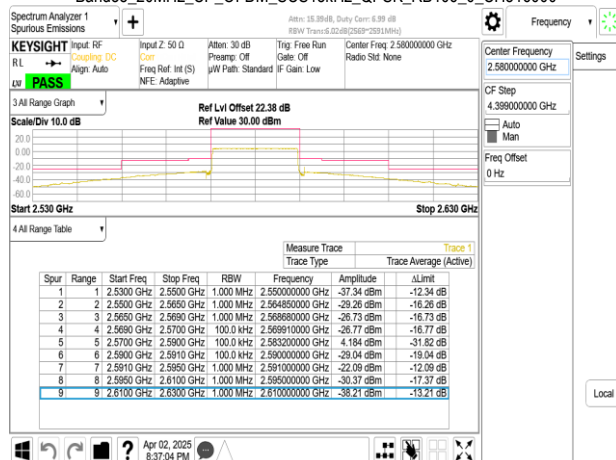 Spectrum Analyzer 1
Spurious Emissions
Attn: 15.39dB, Duty Corr: 6.99 dB
RBW Trans:6.02dB(2569~2591MHz)
Frequency
Settings
KEYSIGHT Input: RF
RL
Coupling: DC
Align: Auto
LXI PASS
Input Z: 50 Ω
Corr
Freq Ref: Int (S)
NFE: Adaptive
Atten: 30 dB
Preamp: Off
µW Path: Standard
Trig: Free Run
Gate: Off
IF Gain: Low
Center Freq: 2.580000000 GHz
Radio Std: None
Center Frequency
2.580000000 GHz
CF Step
4.399000000 GHz
Auto
Man
Freq Offset
0 Hz
Local
3 All Range Graph
Scale/Div 10.0 dB
Ref Lvl Offset 22.38 dB
Ref Value 30.00 dBm
20.0
0.00
-20.0
-40.0
-60.0
Start 2.530 GHz
Stop 2.630 GHz
4 All Range Table
Measure Trace Trace 1
Trace Type Trace Average (Active)
Spur Range Start Freq Stop Freq RBW Frequency Amplitude ΔLimit
1 1 2.5300 GHz 2.5500 GHz 1.000 MHz 2.550000000 GHz -37.34 dBm -12.34 dB
2 2 2.5500 GHz 2.5650 GHz 1.000 MHz 2.564850000 GHz -29.26 dBm -16.26 dB
3 3 2.5650 GHz 2.5690 GHz 1.000 MHz 2.568680000 GHz -26.73 dBm -16.73 dB
4 4 2.5690 GHz 2.5700 GHz 100.0 kHz 2.569910000 GHz -26.77 dBm -16.77 dB
5 5 2.5700 GHz 2.5900 GHz 100.0 kHz 2.583200000 GHz 4.184 dBm -31.82 dB
6 6 2.5900 GHz 2.5910 GHz 100.0 kHz 2.590000000 GHz -29.04 dBm -19.04 dB
7 7 2.5910 GHz 2.5950 GHz 1.000 MHz 2.591000000 GHz -22.09 dBm -12.09 dB
8 8 2.5950 GHz 2.6100 GHz 1.000 MHz 2.595000000 GHz -30.37 dBm -17.37 dB
9 9 2.6100 GHz 2.6300 GHz 1.000 MHz 2.610000000 GHz -38.21 dBm -13.21 dB
Apr 02, 2025
8:37:04 PM